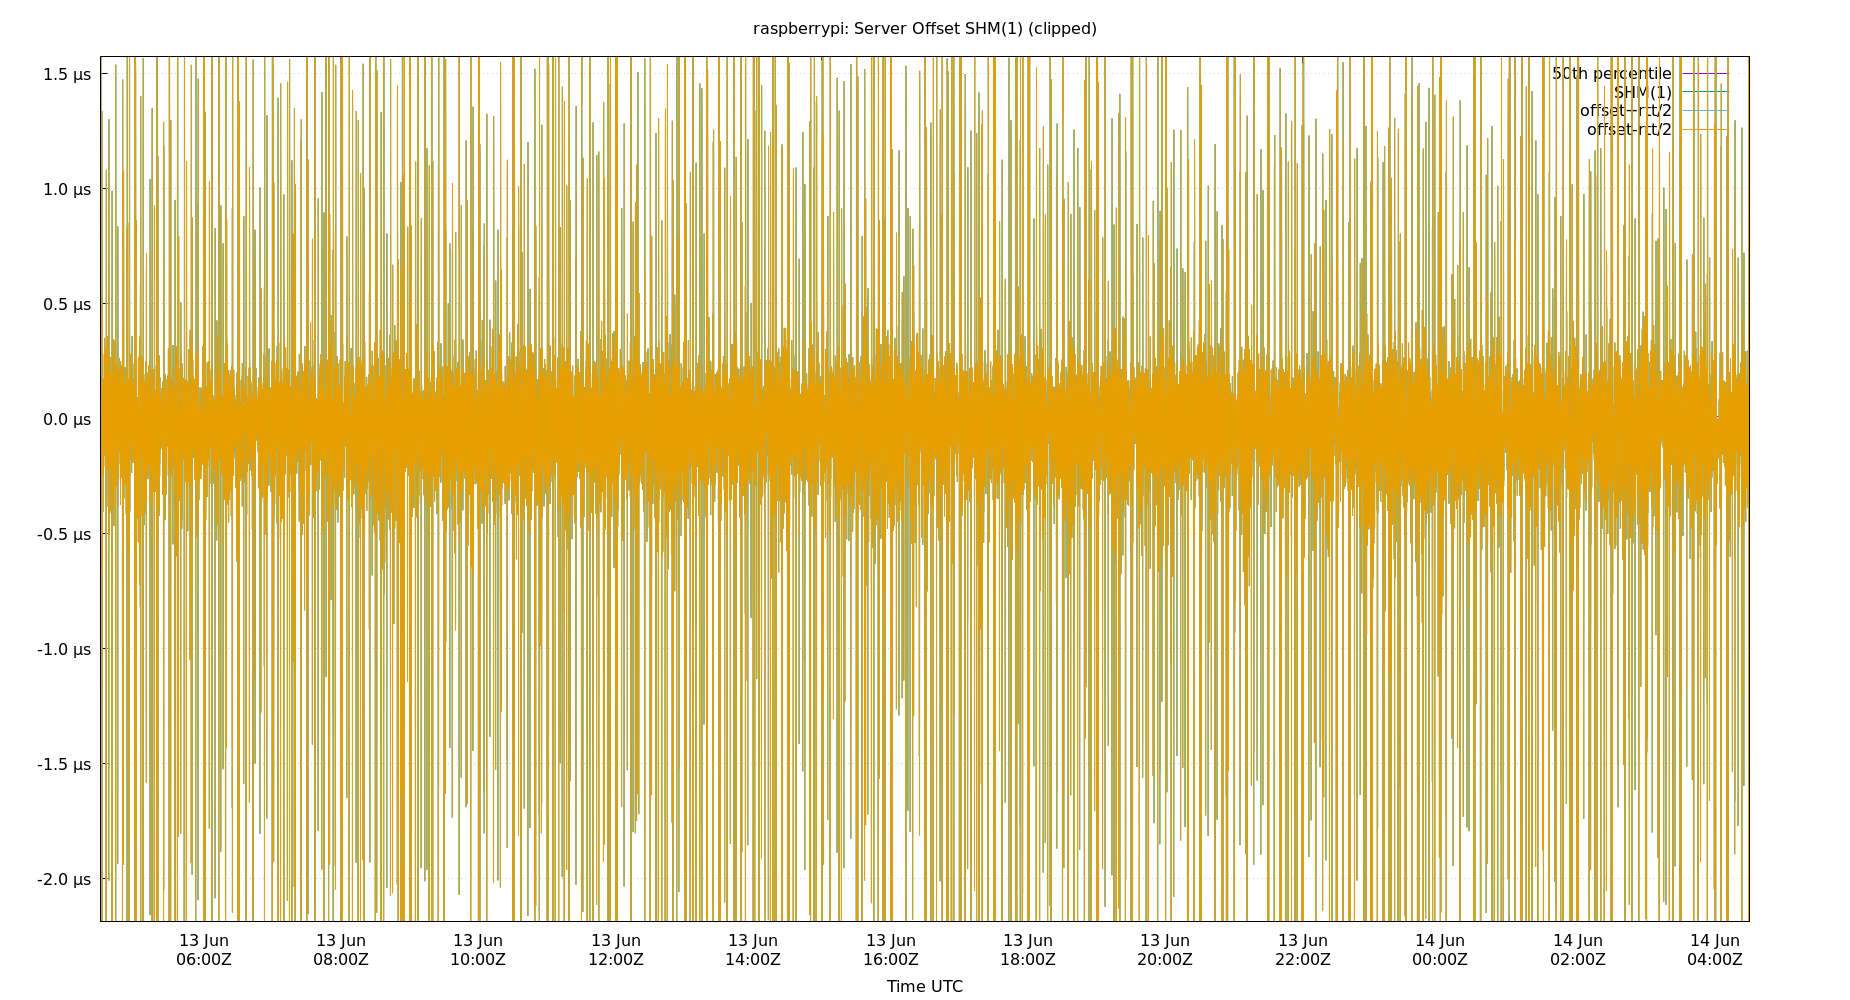 raspberrypi: Server Offset SHM(1) (clipped)
1.5 µs
1.0 µs
0.5 µs
0.0 µs
-0.5 µs
-1.0 µs
-1.5 µs
-2.0 µs
50th percentile
SHM(1)
offset+rtt/2
offset-rtt/2
13 Jun 13 Jun 13 Jun 13 Jun 13 Jun 13 Jun 13 Jun 13 Jun 13 Jun 14 Jun 14 Jun 14 Jun
06:00Z 08:00Z 10:00Z 12:00Z 14:00Z 16:00Z 18:00Z 20:00Z 22:00Z 00:00Z 02:00Z 04:00Z
Time UTC